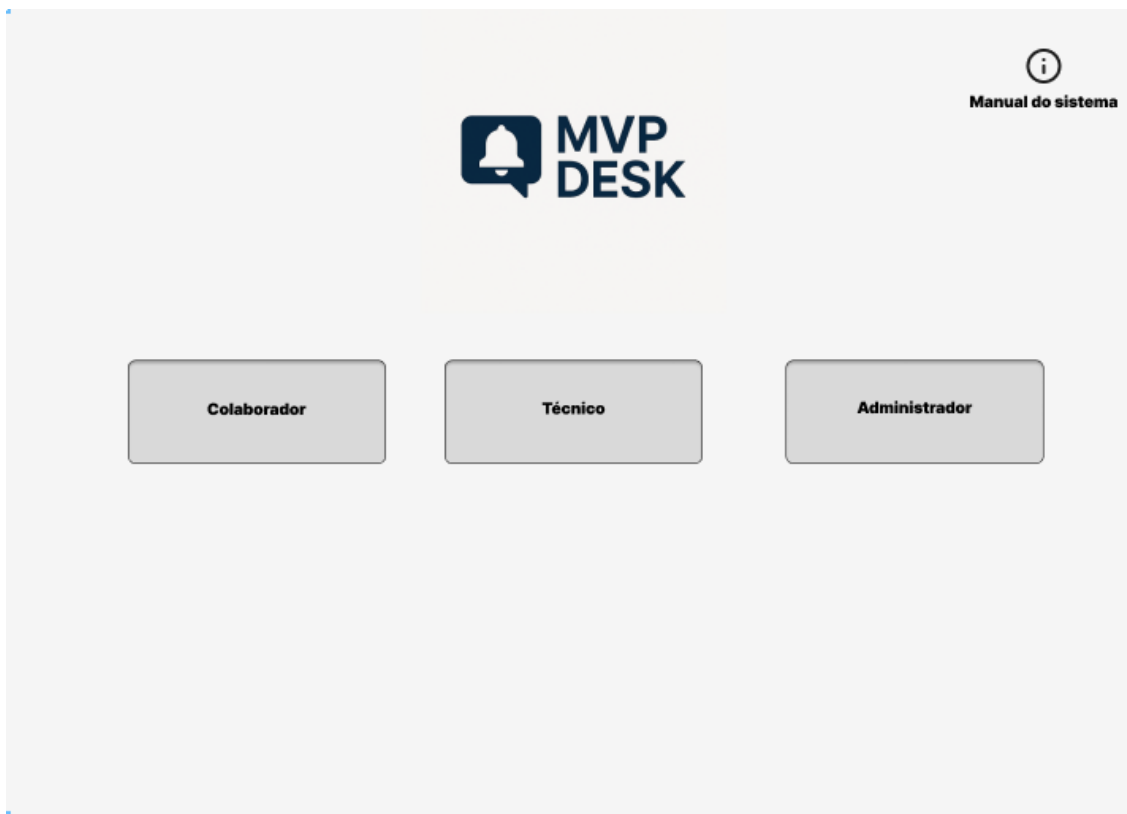 Manual do sistema
MVP
DESK
Colaborador
Técnico
Administrador